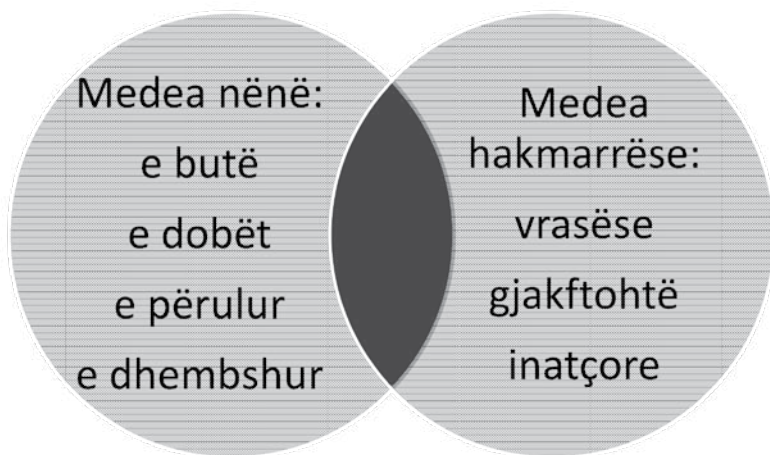 Medea nënë:
e butë
e dobët
e përulur
e dhembshur
Medea
hakmarrëse:
vrasëse
gjakftohtë
inatçore